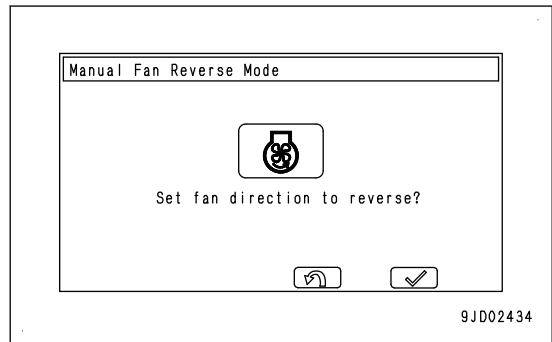 Manual Fan Reverse Mode
Set fan direction to reverse?
9JD02434